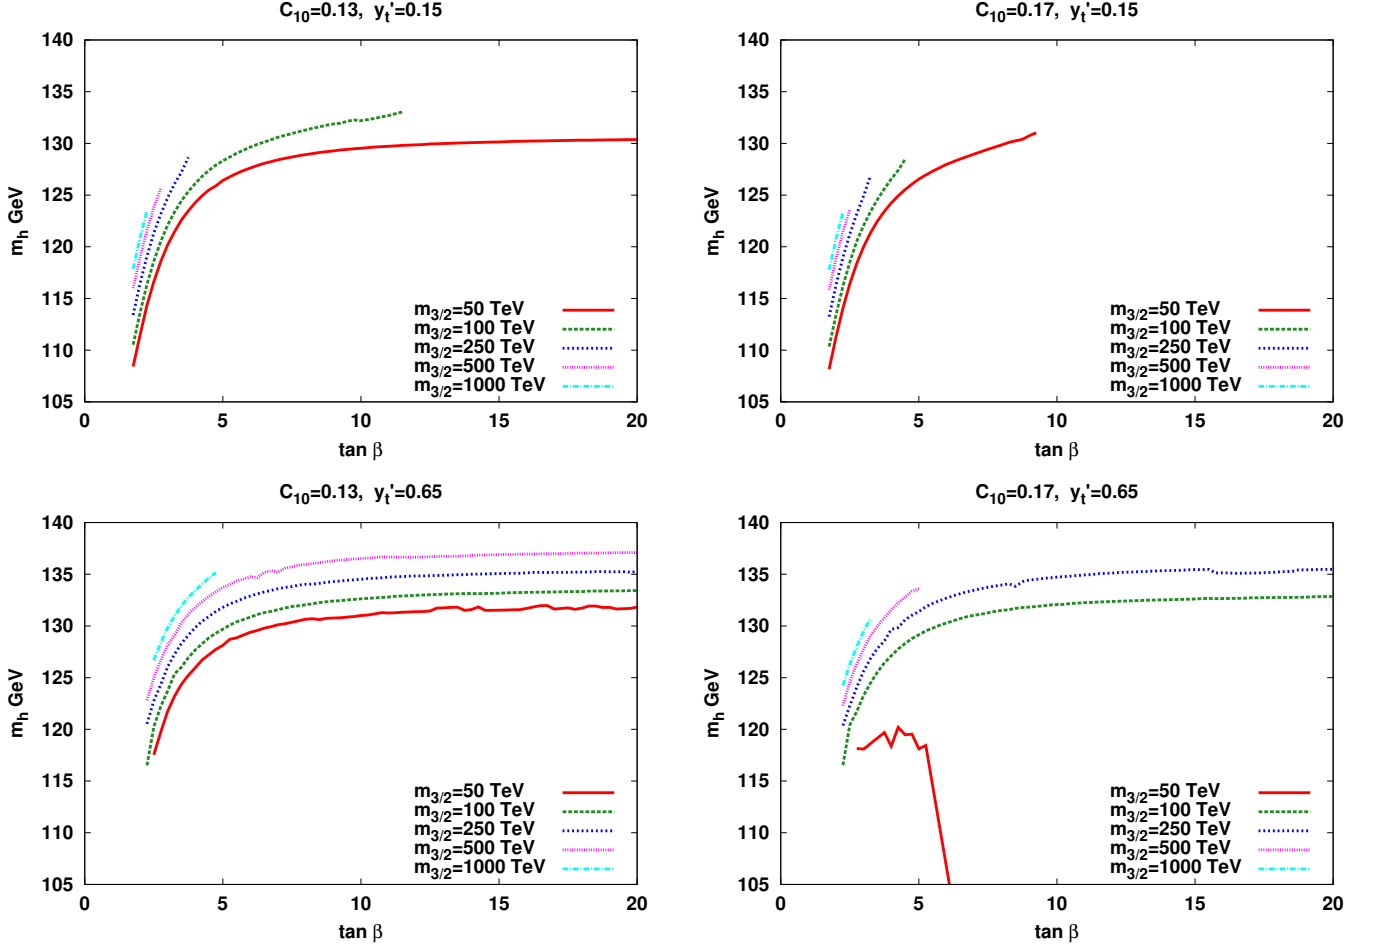 C10=0.13, yt'=0.15
140
135
130
125
120
115
110
105
m_h GeV
m3/2=50 TeV
m3/2=100 TeV
m3/2=250 TeV
m3/2=500 TeV
m3/2=1000 TeV
0 5 10 15 20
tan β
C10=0.17, yt'=0.15
140
135
130
125
120
115
110
105
m_h GeV
m3/2=50 TeV
m3/2=100 TeV
m3/2=250 TeV
m3/2=500 TeV
m3/2=1000 TeV
0 5 10 15 20
tan β
C10=0.13, yt'=0.65
140
135
130
125
120
115
110
105
m_h GeV
m3/2=50 TeV
m3/2=100 TeV
m3/2=250 TeV
m3/2=500 TeV
m3/2=1000 TeV
0 5 10 15 20
tan β
C10=0.17, yt'=0.65
140
135
130
125
120
115
110
105
m_h GeV
m3/2=50 TeV
m3/2=100 TeV
m3/2=250 TeV
m3/2=500 TeV
m3/2=1000 TeV
0 5 10 15 20
tan β